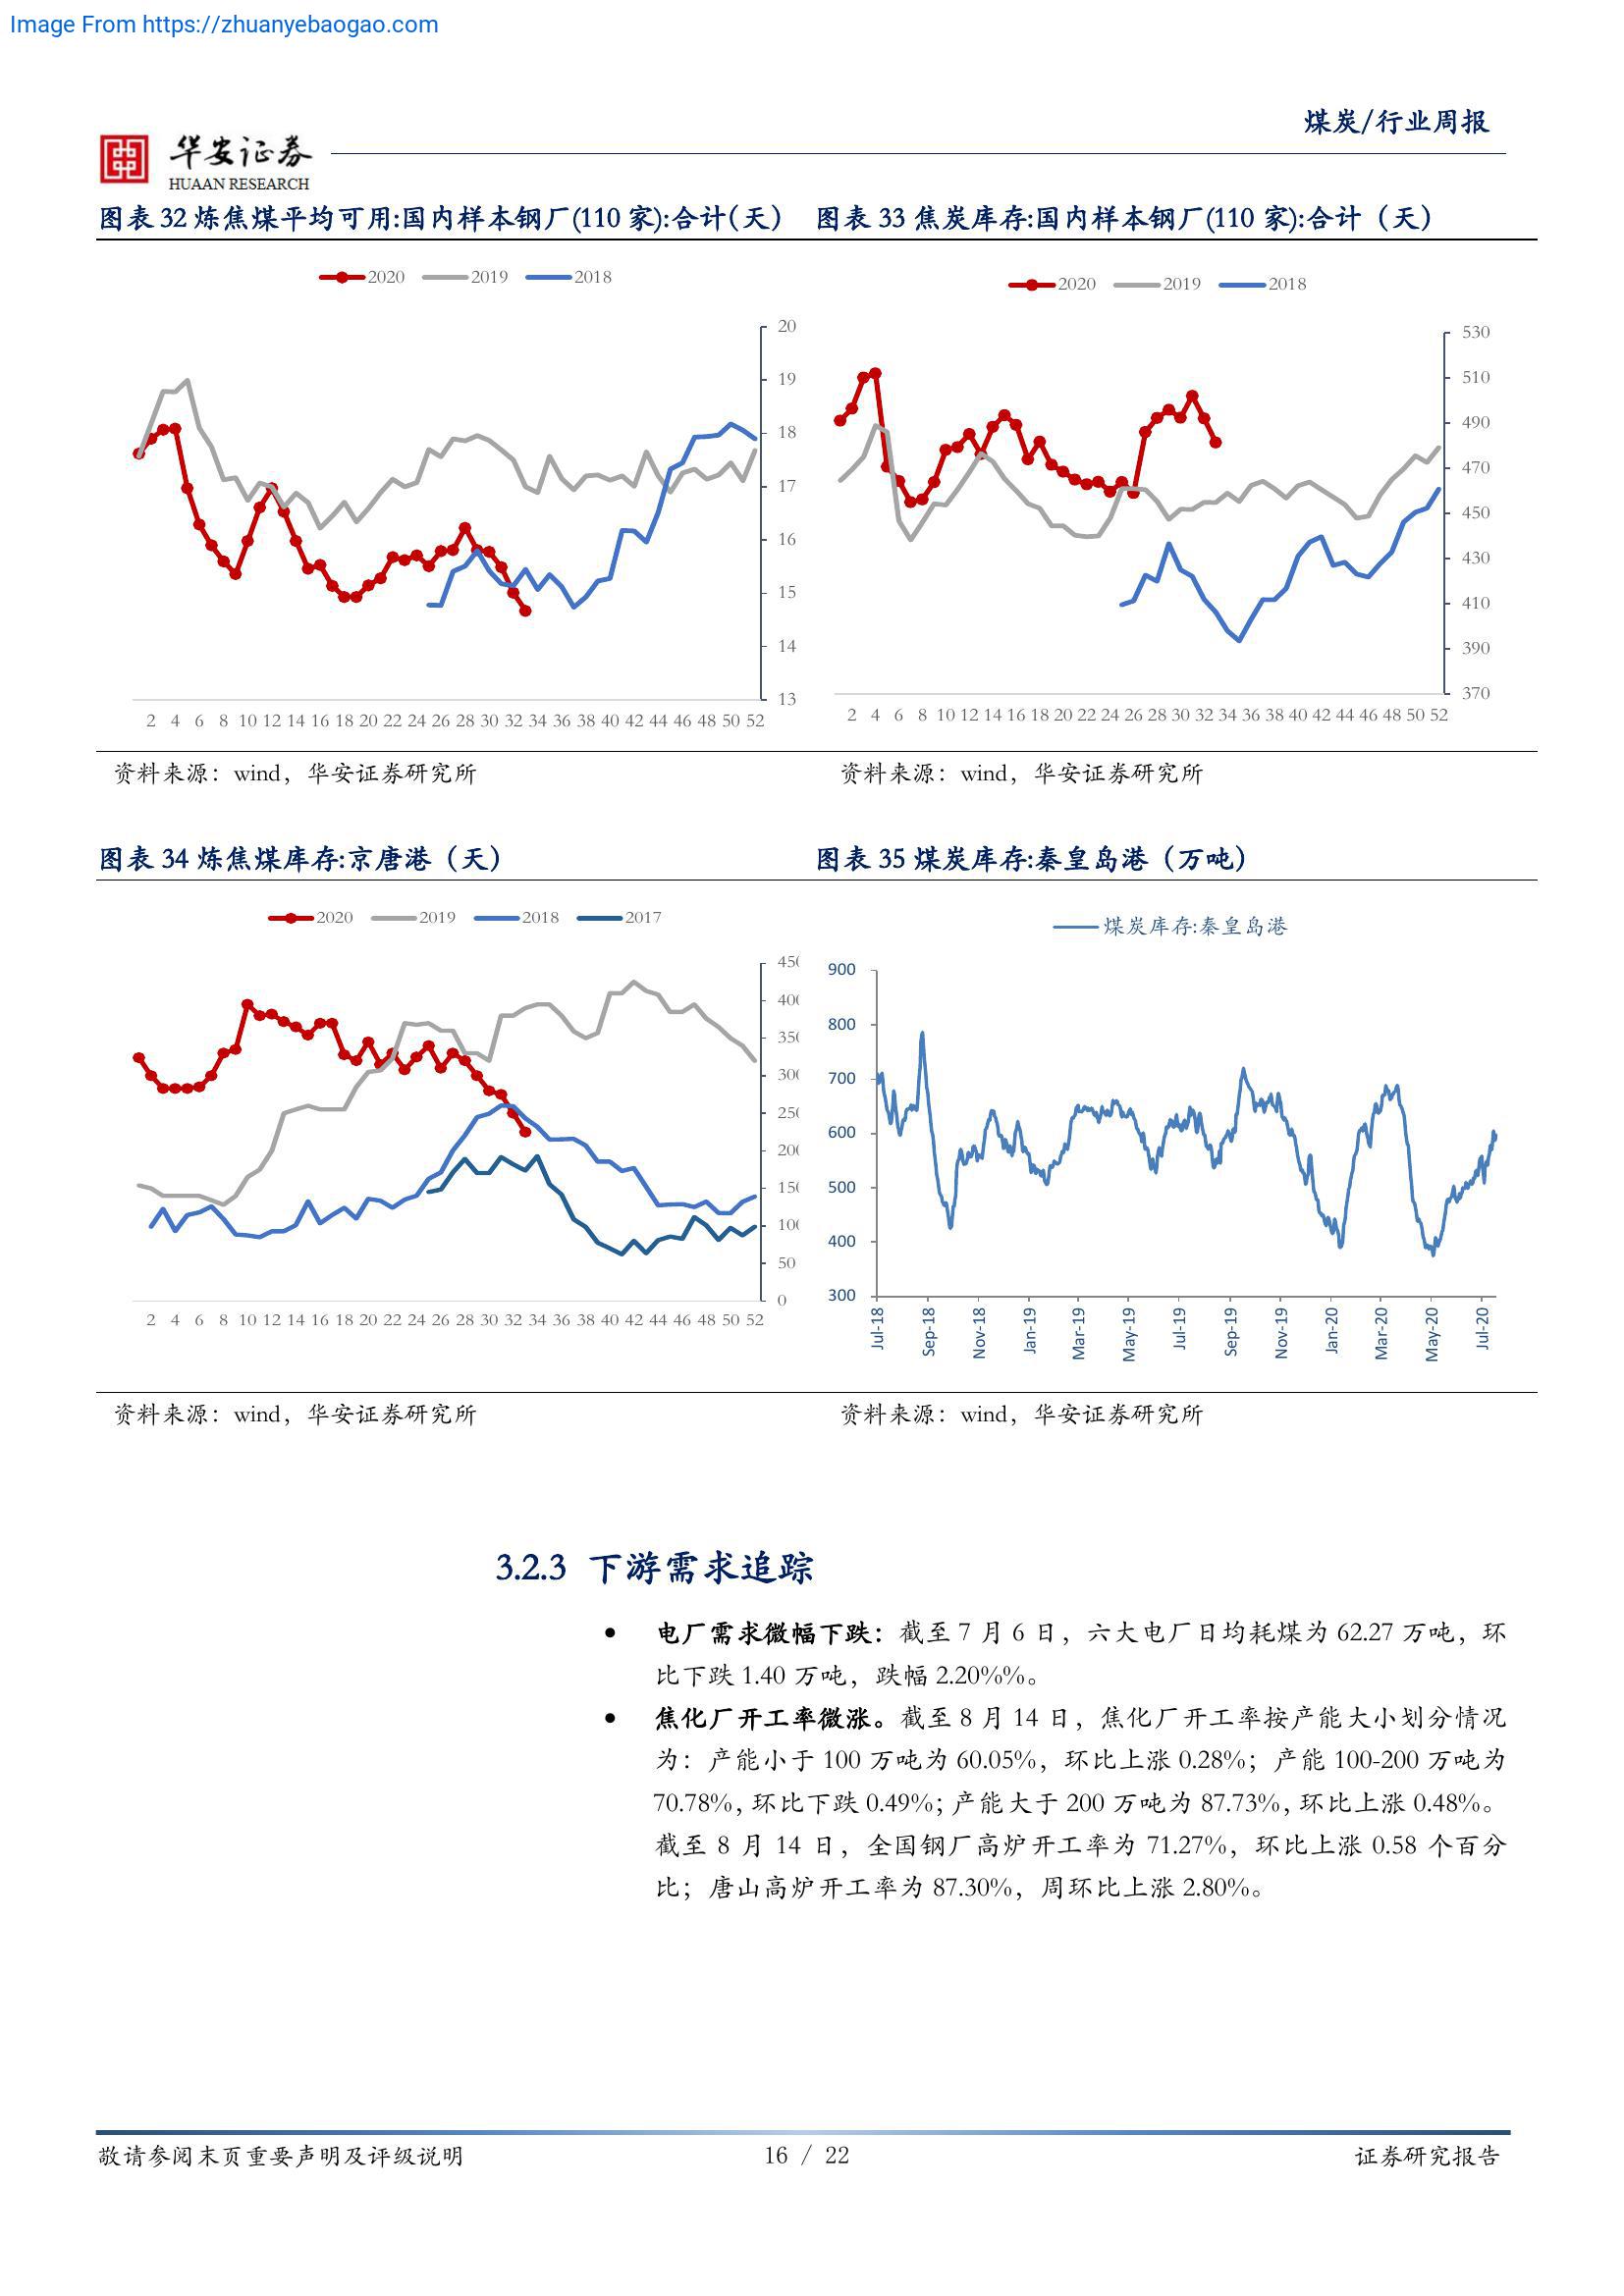 Image From https://zhuanyebaogao.com
煤炭/行业周报
华安证券
HUAAN RESEARCH
图表 32 炼焦煤平均可用:国内样本钢厂(110 家):合计(天)
2020 2019 2018
20
19
18
17
16
15
14
13
2 4 6 8 10 12 14 16 18 20 22 24 26 28 30 32 34 36 38 40 42 44 46 48 50 52
资料来源：wind，华安证券研究所
图表 33 焦炭库存:国内样本钢厂(110 家):合计（天）
2020 2019 2018
530
510
490
470
450
430
410
390
370
2 4 6 8 10 12 14 16 18 20 22 24 26 28 30 32 34 36 38 40 42 44 46 48 50 52
资料来源：wind，华安证券研究所
图表 34 炼焦煤库存:京唐港（天）
2020 2019 2018 2017
450
400
350
300
250
200
150
100
50
0
2 4 6 8 10 12 14 16 18 20 22 24 26 28 30 32 34 36 38 40 42 44 46 48 50 52
资料来源：wind，华安证券研究所
图表 35 煤炭库存:秦皇岛港（万吨）
煤炭库存:秦皇岛港
900
800
700
600
500
400
300
Jul-18 Sep-18 Nov-18 Jan-19 Mar-19 May-19 Jul-19 Sep-19 Nov-19 Jan-20 Mar-20 May-20 Jul-20
资料来源：wind，华安证券研究所
3.2.3 下游需求追踪
● 电厂需求微幅下跌：截至 7 月 6 日，六大电厂日均耗煤为 62.27 万吨，环
比下跌 1.40 万吨，跌幅 2.20%%。
● 焦化厂开工率微涨。截至 8 月 14 日，焦化厂开工率按产能大小划分情况
为：产能小于 100 万吨为 60.05%，环比上涨 0.28%；产能 100-200 万吨为
70.78%，环比下跌 0.49%；产能大于 200 万吨为 87.73%，环比上涨 0.48%。
截至 8 月 14 日，全国钢厂高炉开工率为 71.27%，环比上涨 0.58 个百分
比；唐山高炉开工率为 87.30%，周环比上涨 2.80%。
敬请参阅末页重要声明及评级说明
16 / 22
证券研究报告